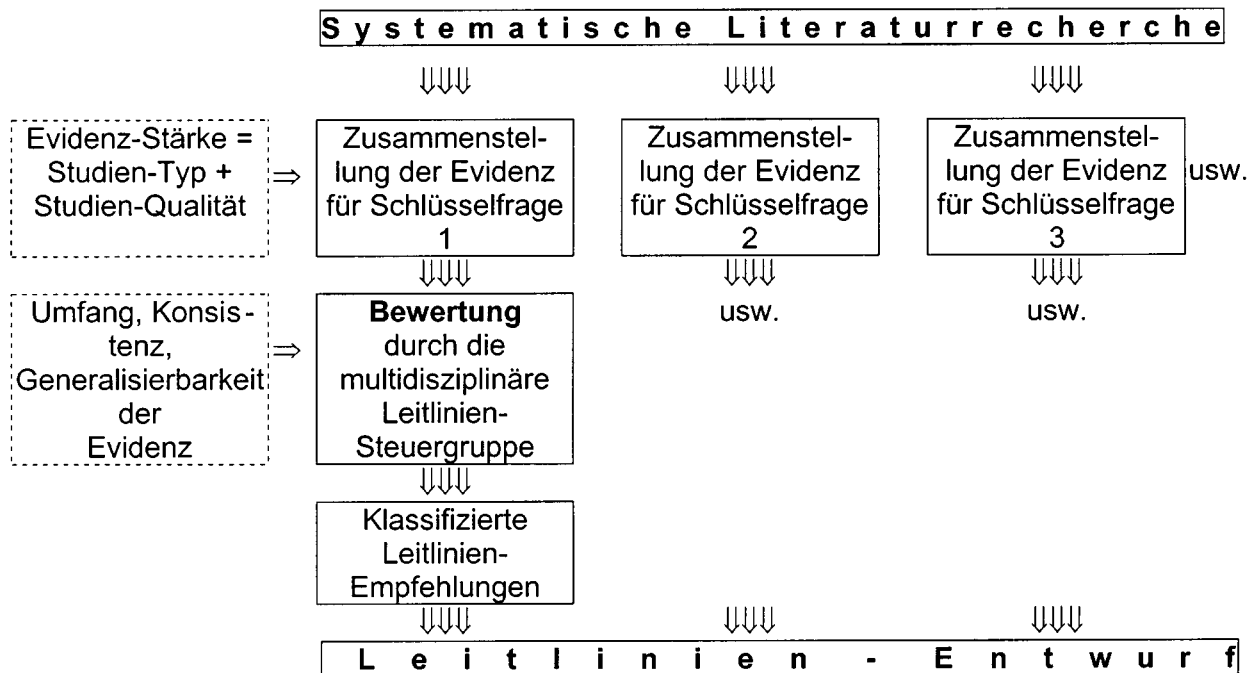 Systematische Literaturrecherche
⇓⇓⇓ ⇓⇓⇓ ⇓⇓⇓
Evidenz-Stärke =
Studien-Typ +
Studien-Qualität
⇒
Zusammenstel-
lung der Evidenz
für Schlüsselfrage
1
Zusammenstel-
lung der Evidenz
für Schlüsselfrage
2
Zusammenstel-
lung der Evidenz
für Schlüsselfrage
3
usw.
⇓⇓⇓ ⇓⇓⇓ ⇓⇓⇓
Umfang, Konsis-
tenz,
Generalisierbarkeit
der
Evidenz
⇒
Bewertung
durch die
multidisziplinäre
Leitlinien-
Steuergruppe
usw.
usw.
⇓⇓⇓
Klassifizierte
Leitlinien-
Empfehlungen
⇓⇓⇓ ⇓⇓⇓ ⇓⇓⇓
Leitlinien - Entwurf